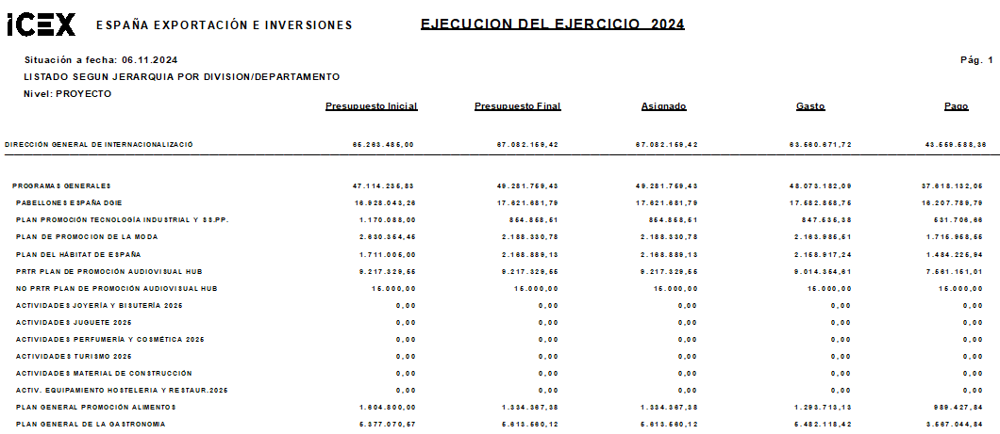 ICEX ESPAÑA EXPORTACIÓN E INVERSIONES EJECUCION DEL EJERCICIO 2024
Situación a fecha: 06.11.2024 Pág. 1
LISTADO SEGUN JERARQUIA POR DIVISION/DEPARTAMENTO
Nivel: PROYECTO
Presupuesto Inicial Presupuesto Final Asignado Gasto Pago
DIRECCIÓN GENERAL DE INTERNACIONALIZACIÓ 65.263.485,00 67.082.159,42 67.082.159,42 63.560.671,72 43.559.588,36
PROGRAMAS GENERALES 47.114.235,83 49.281.759,43 49.281.759,43 48.073.182,09 37.618.132,05
PABELLONES ESPAÑA DGIE 16.928.043,26 17.621.681,79 17.621.681,79 17.582.858,75 16.207.789,79
PLAN PROMOCIÓN TECNOLOGÍA INDUSTRIAL Y SS.PP. 1.170.088,00 854.858,51 854.858,51 847.535,38 531.706,66
PLAN DE PROMOCION DE LA MODA 2.630.354,45 2.188.330,78 2.188.330,78 2.163.985,51 1.715.958,55
PLAN DEL HÁBITAT DE ESPAÑA 1.711.005,00 2.168.889,13 2.168.889,13 2.158.917,24 1.484.225,94
PRTR PLAN DE PROMOCIÓN AUDIOVISUAL HUB 9.217.329,55 9.217.329,55 9.217.329,55 9.014.354,61 7.561.151,01
NO PRTR PLAN DE PROMOCIÓN AUDIOVISUAL HUB 15.000,00 15.000,00 15.000,00 15.000,00 15.000,00
ACTIVIDADES JOYERÍA Y BISUTERÍA 2025 0,00 0,00 0,00 0,00 0,00
ACTIVIDADES JUGUETE 2025 0,00 0,00 0,00 0,00 0,00
ACTIVIDADES PERFUMERÍA Y COSMÉTICA 2025 0,00 0,00 0,00 0,00 0,00
ACTIVIDADES TURISMO 2025 0,00 0,00 0,00 0,00 0,00
ACTIVIDADES MATERIAL DE CONSTRUCCIÓN 0,00 0,00 0,00 0,00 0,00
ACTIV. EQUIPAMIENTO HOSTELERIA Y RESTAUR.2025 0,00 0,00 0,00 0,00 0,00
PLAN GENERAL PROMOCIÓN ALIMENTOS 1.604.800,00 1.334.367,38 1.334.367,38 1.293.713,13 989.427,84
PLAN GENERAL DE LA GASTRONOMIA 5.377.070,57 5.613.560,12 5.613.560,12 5.482.118,42 3.567.044,84